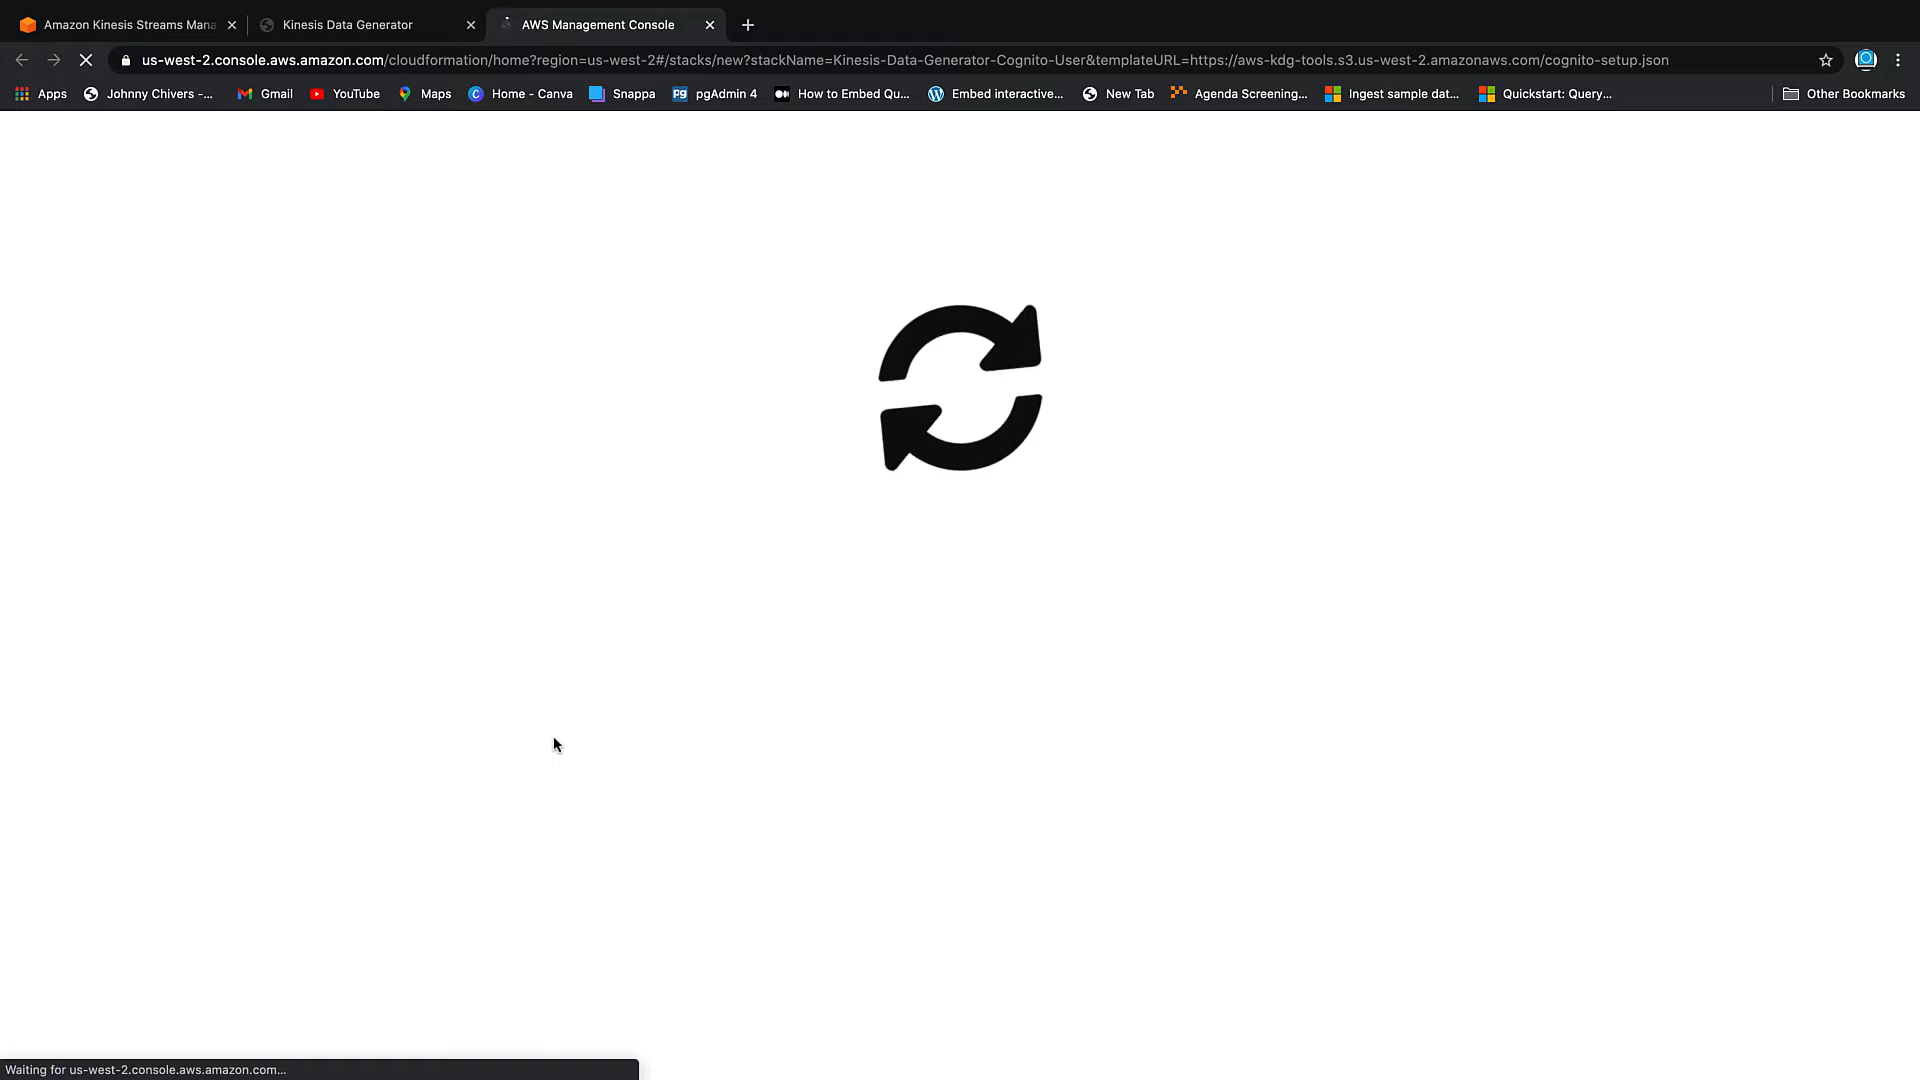 Amazon Kinesis Streams Mana
Kinesis Data Generator
AWS Management Console
us-west-2.console.aws.amazon.com/cloudformation/home?region=us-west-2#/stacks/new?stackName=Kinesis-Data-Generator-Cognito-User&templateURL=https://aws-kdg-tools.s3.us-west-2.amazonaws.com/cognito-setup.json
Apps
Johnny Chivers -...
Gmail
YouTube
Maps
Home - Canva
Snappa
pgAdmin 4
How to Embed Qu...
Embed interactive...
New Tab
Agenda Screening...
Ingest sample dat...
Quickstart: Query...
Other Bookmarks
Waiting for us-west-2.console.aws.amazon.com...